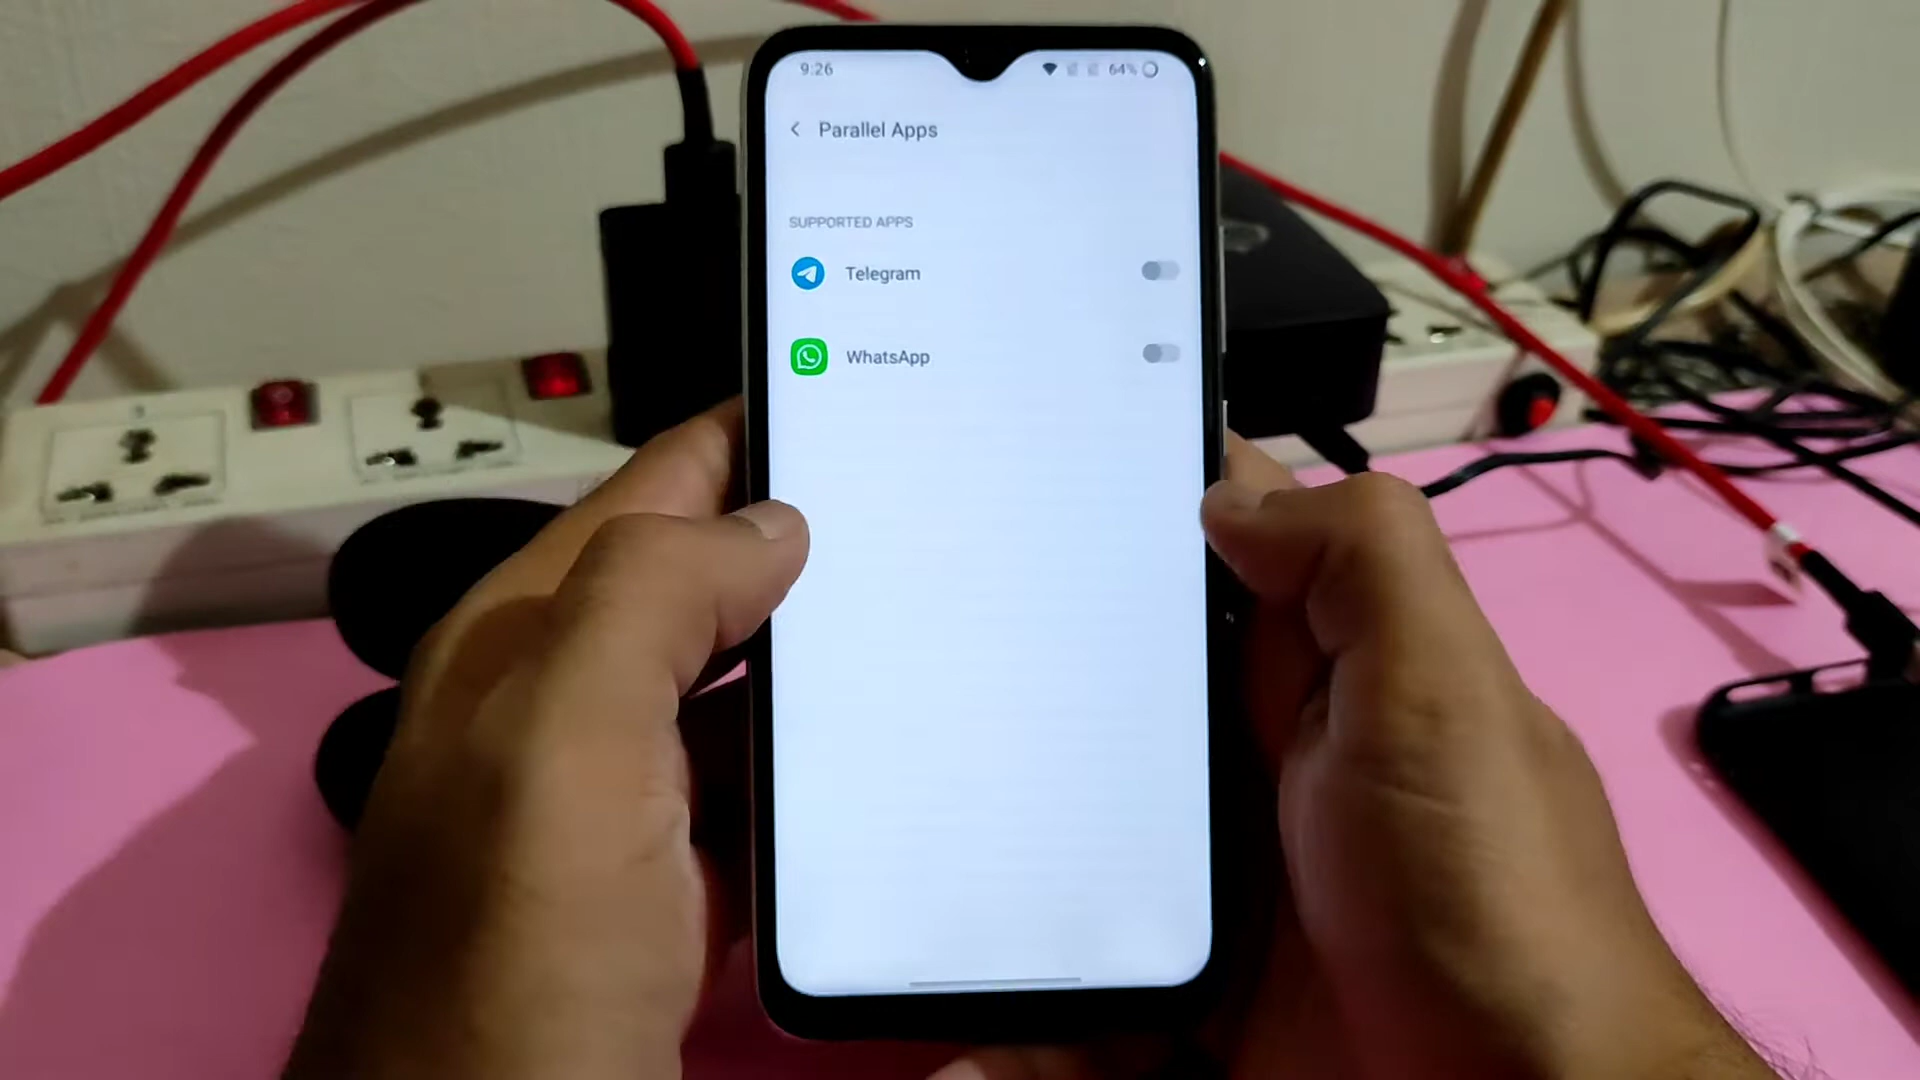 9:26
64%
Parallel Apps
SUPPORTED APPS
Telegram
WhatsApp